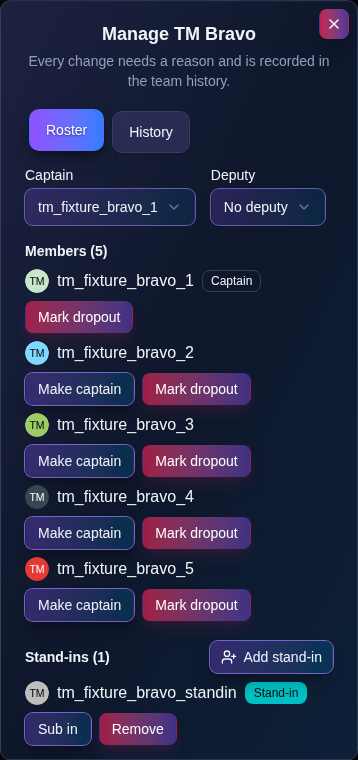 Manage TM Bravo
Every change needs a reason and is recorded in
the team history.
Roster
History
Captain
Deputy
tm_fixture_bravo_1
No deputy
Members (5)
TM tm_fixture_bravo_1 Captain
Mark dropout
TM tm_fixture_bravo_2
Make captain Mark dropout
TM tm_fixture_bravo_3
Make captain Mark dropout
TM tm_fixture_bravo_4
Make captain Mark dropout
TM tm_fixture_bravo_5
Make captain Mark dropout
Stand-ins (1) Add stand-in
TM tm_fixture_bravo_standin Stand-in
Sub in Remove